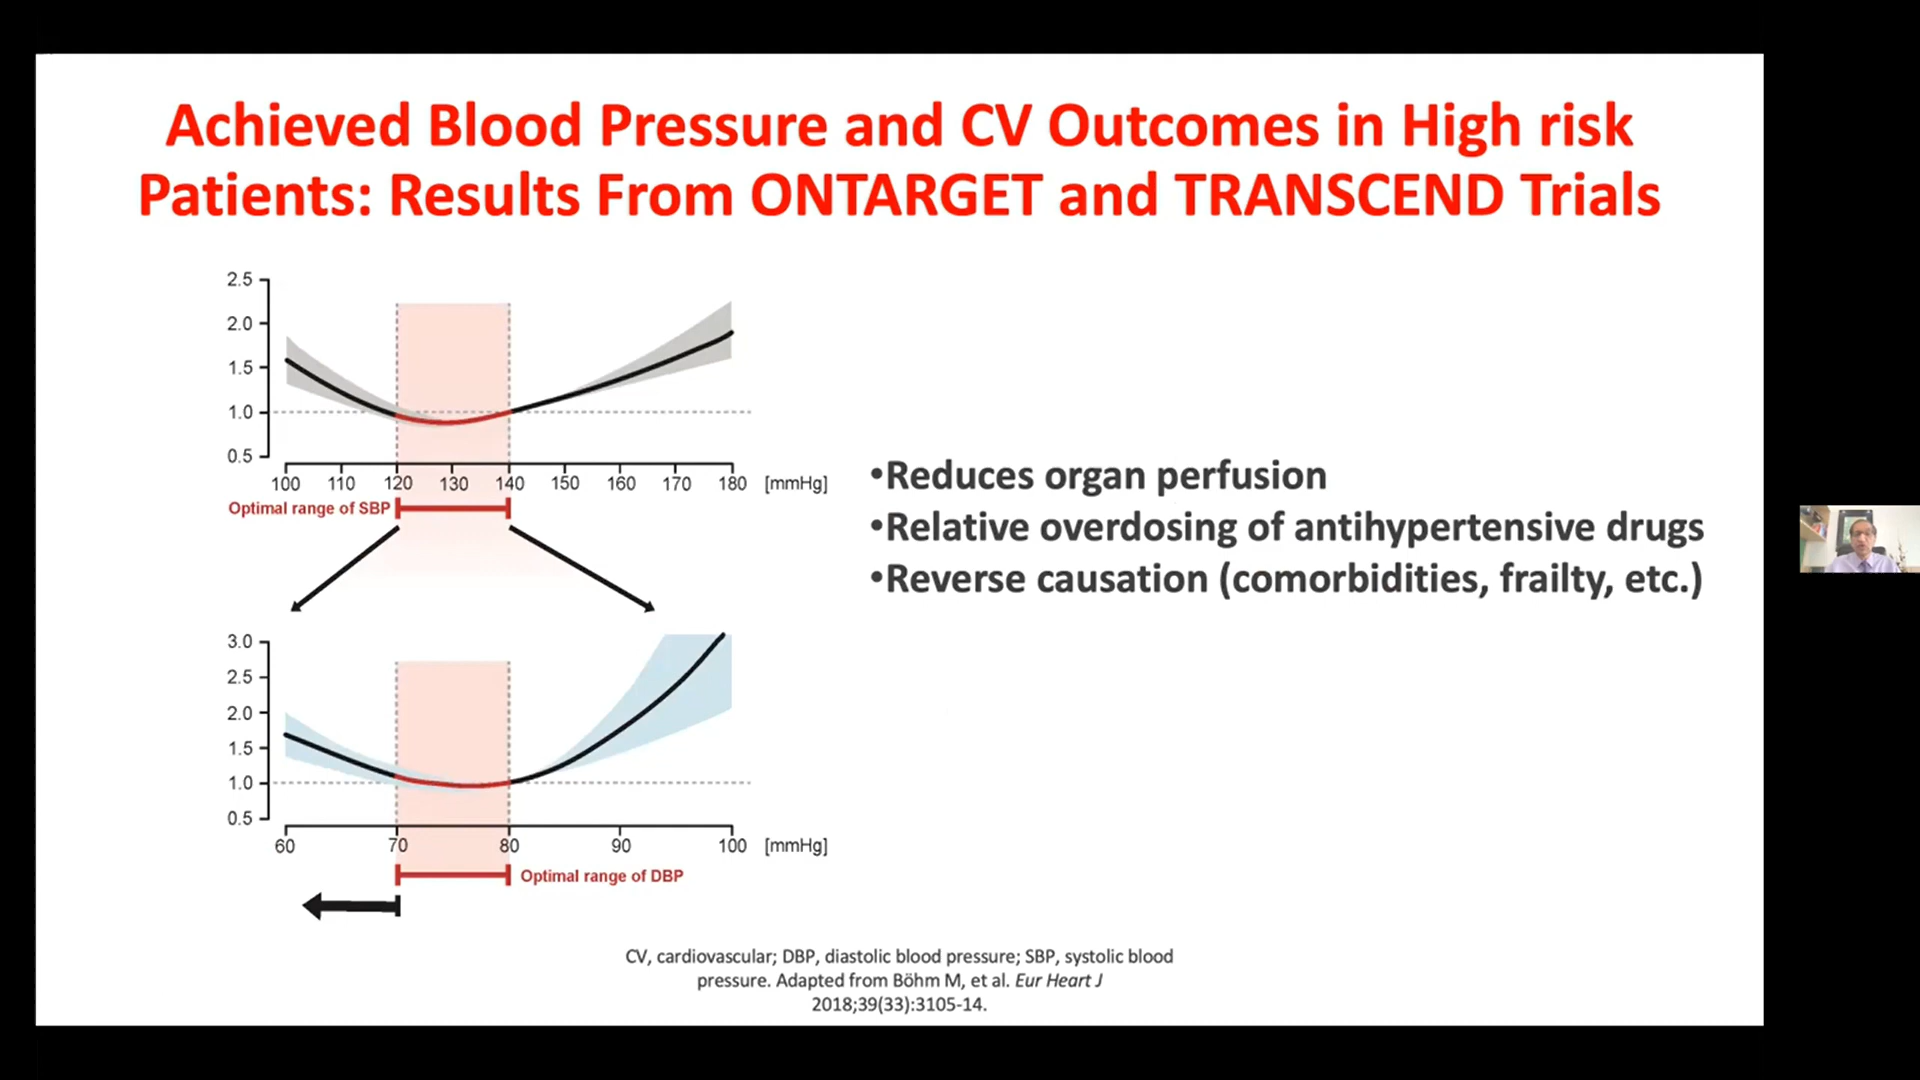 Achieved Blood Pressure and CV Outcomes in High risk
Patients: Results From ONTARGET and TRANSCEND Trials
2.5
2.0
1.5
1.0
0.5
100 110 120 130 140 150 160 170 180 [mmHg]
Optimal range of SBP
3.0
2.5
2.0
1.5
1.0
0.5
60 70 80 90 100 [mmHg]
Optimal range of DBP
•Reduces organ perfusion
•Relative overdosing of antihypertensive drugs
•Reverse causation (comorbidities, frailty, etc.)
CV, cardiovascular; DBP, diastolic blood pressure; SBP, systolic blood
pressure. Adapted from Böhm M, et al. Eur Heart J
2018;39(33):3105-14.